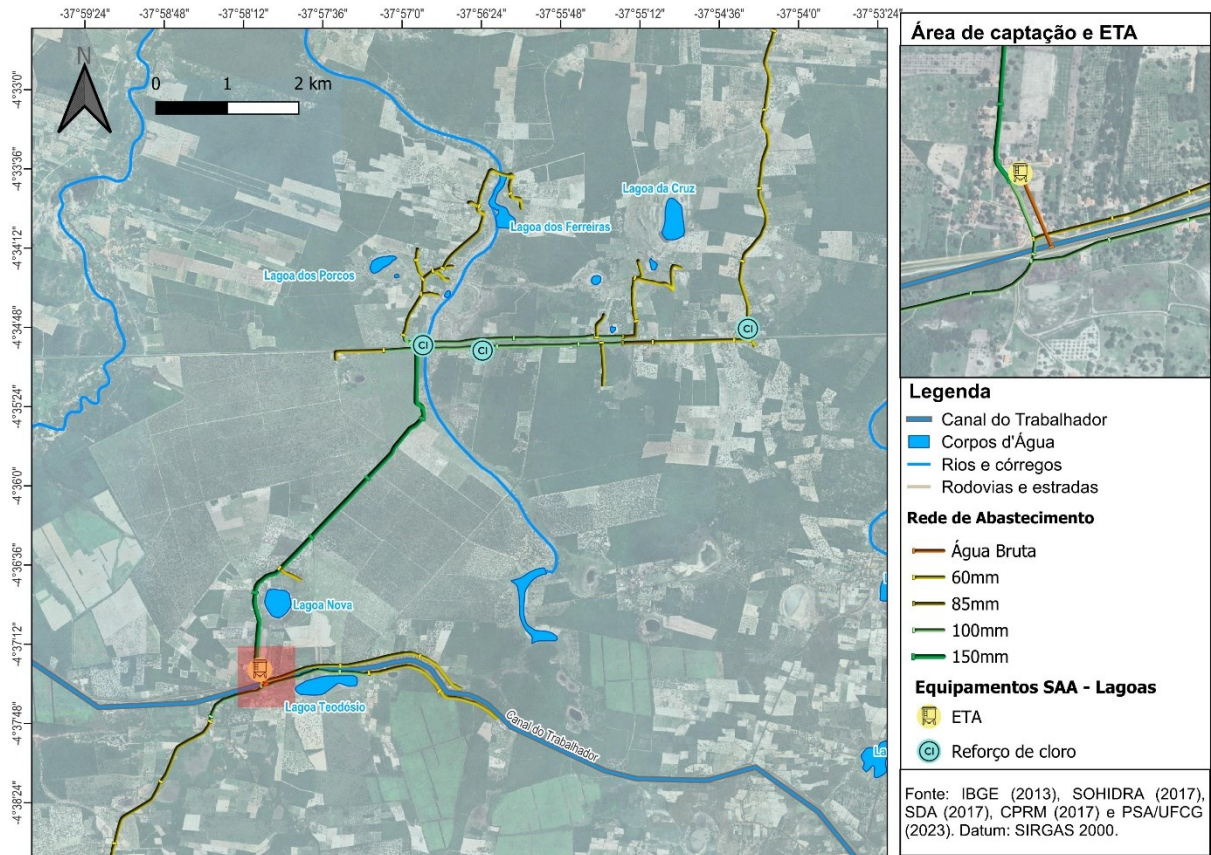 -37°59'24" -37°58'48" -37°58'12" -37°57'36" -37°57'0" -37°56'24" -37°55'48" -37°55'12" -37°54'36" -37°54'0" -37°53'24"
N
0 1 2 km
-4°33'0"
-4°33'36"
-4°34'12"
-4°34'48"
-4°35'24"
-4°36'0"
-4°36'36"
-4°37'12"
-4°37'48"
-4°38'24"
Lagoa da Cruz
Lagoa dos Ferreiras
Lagoa dos Porcos
Cl
Cl
Cl
Lagoa Nova
Lagoa Teodósio
Canal do Trabalhador
La
Área de captação e ETA
Legenda
Canal do Trabalhador
Corpos d'Água
Rios e córregos
Rodovias e estradas
Rede de Abastecimento
Água Bruta
60mm
85mm
100mm
150mm
Equipamentos SAA - Lagoas
ETA
Cl Reforço de cloro
Fonte: IBGE (2013), SOHIDRA (2017),
SDA (2017), CPRM (2017) e PSA/UFCG
(2023). Datum: SIRGAS 2000.